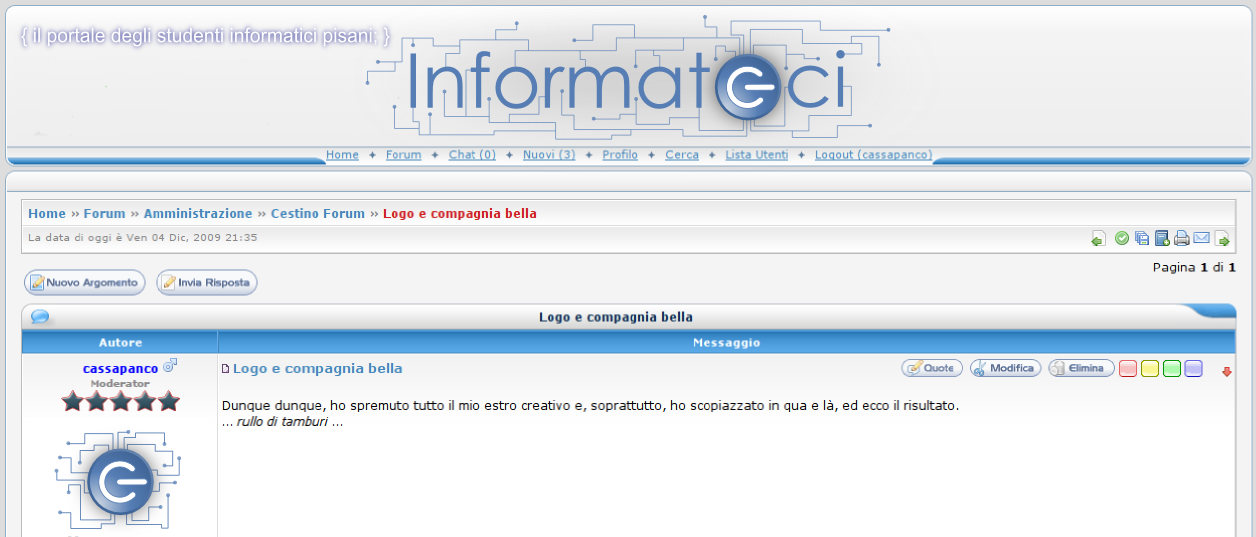 { il portale degli studenti informatici pisani; }
Informatici
Home + Forum + Chat (0) + Nuovi (3) + Profilo + Cerca + Lista Utenti + Logout (cassapanco)
Home » Forum » Amministrazione » Cestino Forum » Logo e compagnia bella
La data di oggi è Ven 04 Dic, 2009 21:35
Pagina 1 di 1
Nuovo Argomento Invia Risposta
Logo e compagnia bella
Autore Messaggio
cassapanco Logo e compagnia bella Quote Modifica Elimina
Moderator
Dunque dunque, ho spremuto tutto il mio estro creativo e, soprattutto, ho scopiazzato in qua e là, ed ecco il risultato.
... rullo di tamburi ...